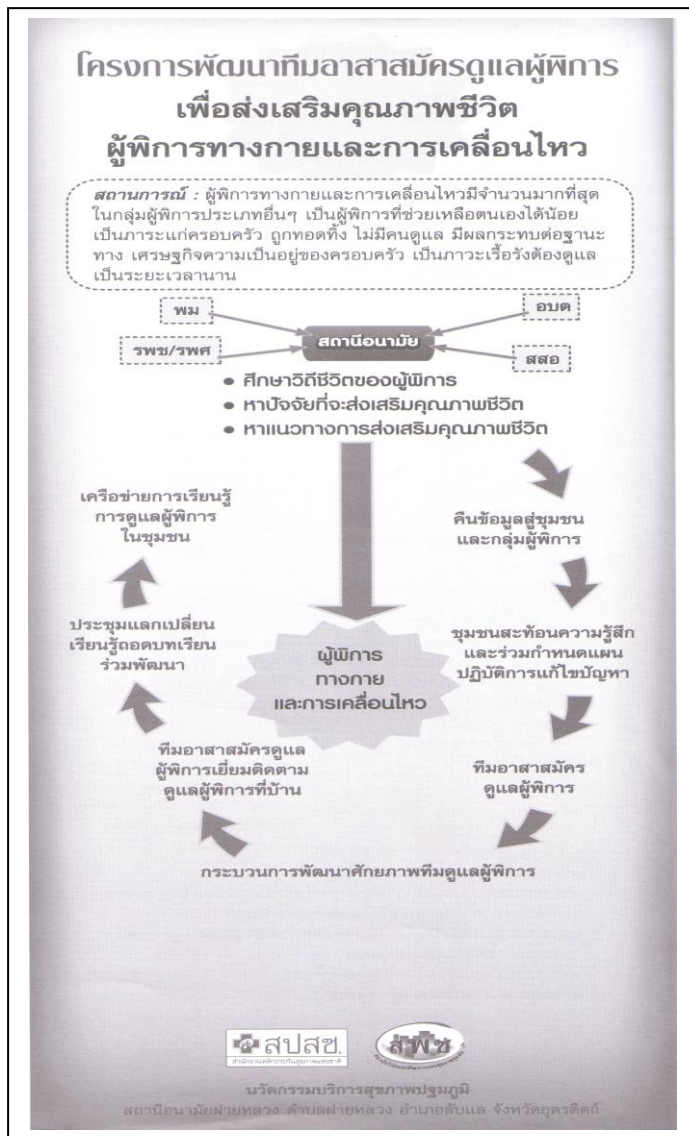 โครงการพัฒนาทีมอาสาสมัครดูแลผู้พิการ
เพื่อส่งเสริมคุณภาพชีวิต
ผู้พิการทางกายและการเคลื่อนไหว
สถานการณ์ : ผู้พิการทางกายและการเคลื่อนไหวมีจำนวนมากที่สุด
ในกลุ่มผู้พิการประเภทอื่นๆ เป็นผู้พิการที่ช่วยเหลือตนเองได้น้อย
เป็นภาระแก่ครอบครัว ถูกทอดทิ้ง ไม่มีคนดูแล มีผลกระทบต่อฐานะ
ทาง เศรษฐกิจความเป็นอยู่ของครอบครัว เป็นภาวะเรื้อรังต้องดูแล
เป็นระยะเวลานาน
พม
อบต
สถานีอนามัย
รพช/รพศ
สสอ
• ศึกษาวิถีชีวิตของผู้พิการ
• หาปัจจัยที่จะส่งเสริมคุณภาพชีวิต
• หาแนวทางการส่งเสริมคุณภาพชีวิต
คืนข้อมูลสู่ชุมชน
และกลุ่มผู้พิการ
ชุมชนสะท้อนความรู้สึก
และร่วมกำหนดแผน
ปฏิบัติการแก้ไขปัญหา
ทีมอาสาสมัคร
ดูแลผู้พิการ
กระบวนการพัฒนาศักยภาพทีมดูแลผู้พิการ
ทีมอาสาสมัครดูแล
ผู้พิการเยี่ยมติดตาม
ดูแลผู้พิการที่บ้าน
ประชุมแลกเปลี่ยน
เรียนรู้ถอดบทเรียน
ร่วมพัฒนา
เครือข่ายการเรียนรู้
การดูแลผู้พิการ
ในชุมชน
ผู้พิการ
ทางกาย
และการเคลื่อนไหว
สปสช.
สำนักงานหลักประกันสุขภาพแห่งชาติ
สพช
นวัตกรรมบริการสุขภาพปฐมภูมิ
สถานีอนามัยฝายหลวง ตำบลฝายหลวง อำเภอลับแล จังหวัดอุตรดิตถ์